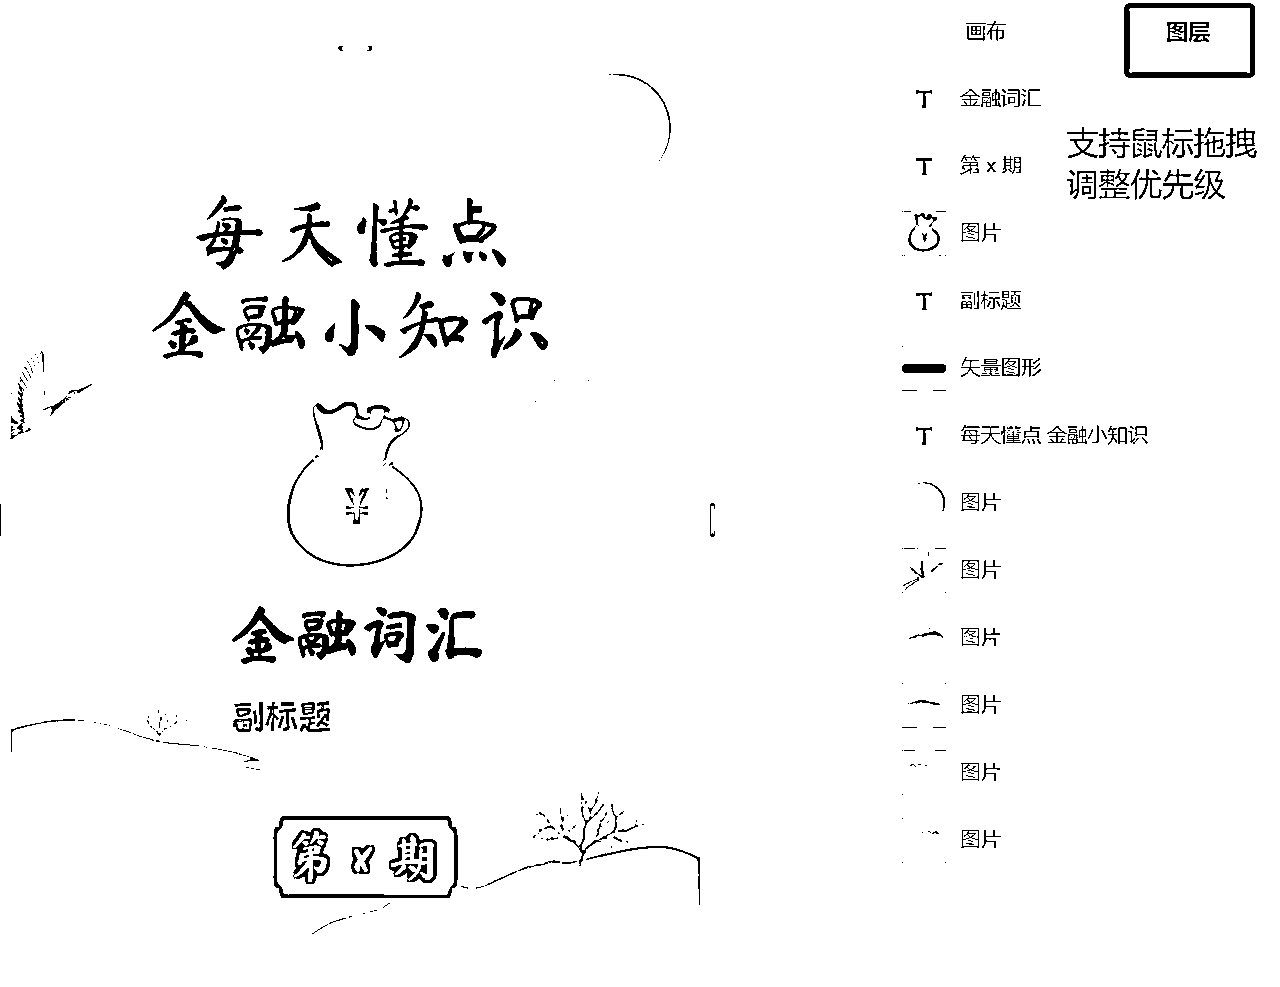 每天懂点
金融小知识
¥
金融词汇
副标题
第 x 期
画布
图层
T 金融词汇
T 第 x 期
支持鼠标拖拽
调整优先级
¥ 图片
T 副标题
矢量图形
T 每天懂点 金融小知识
图片
图片
图片
图片
图片
图片